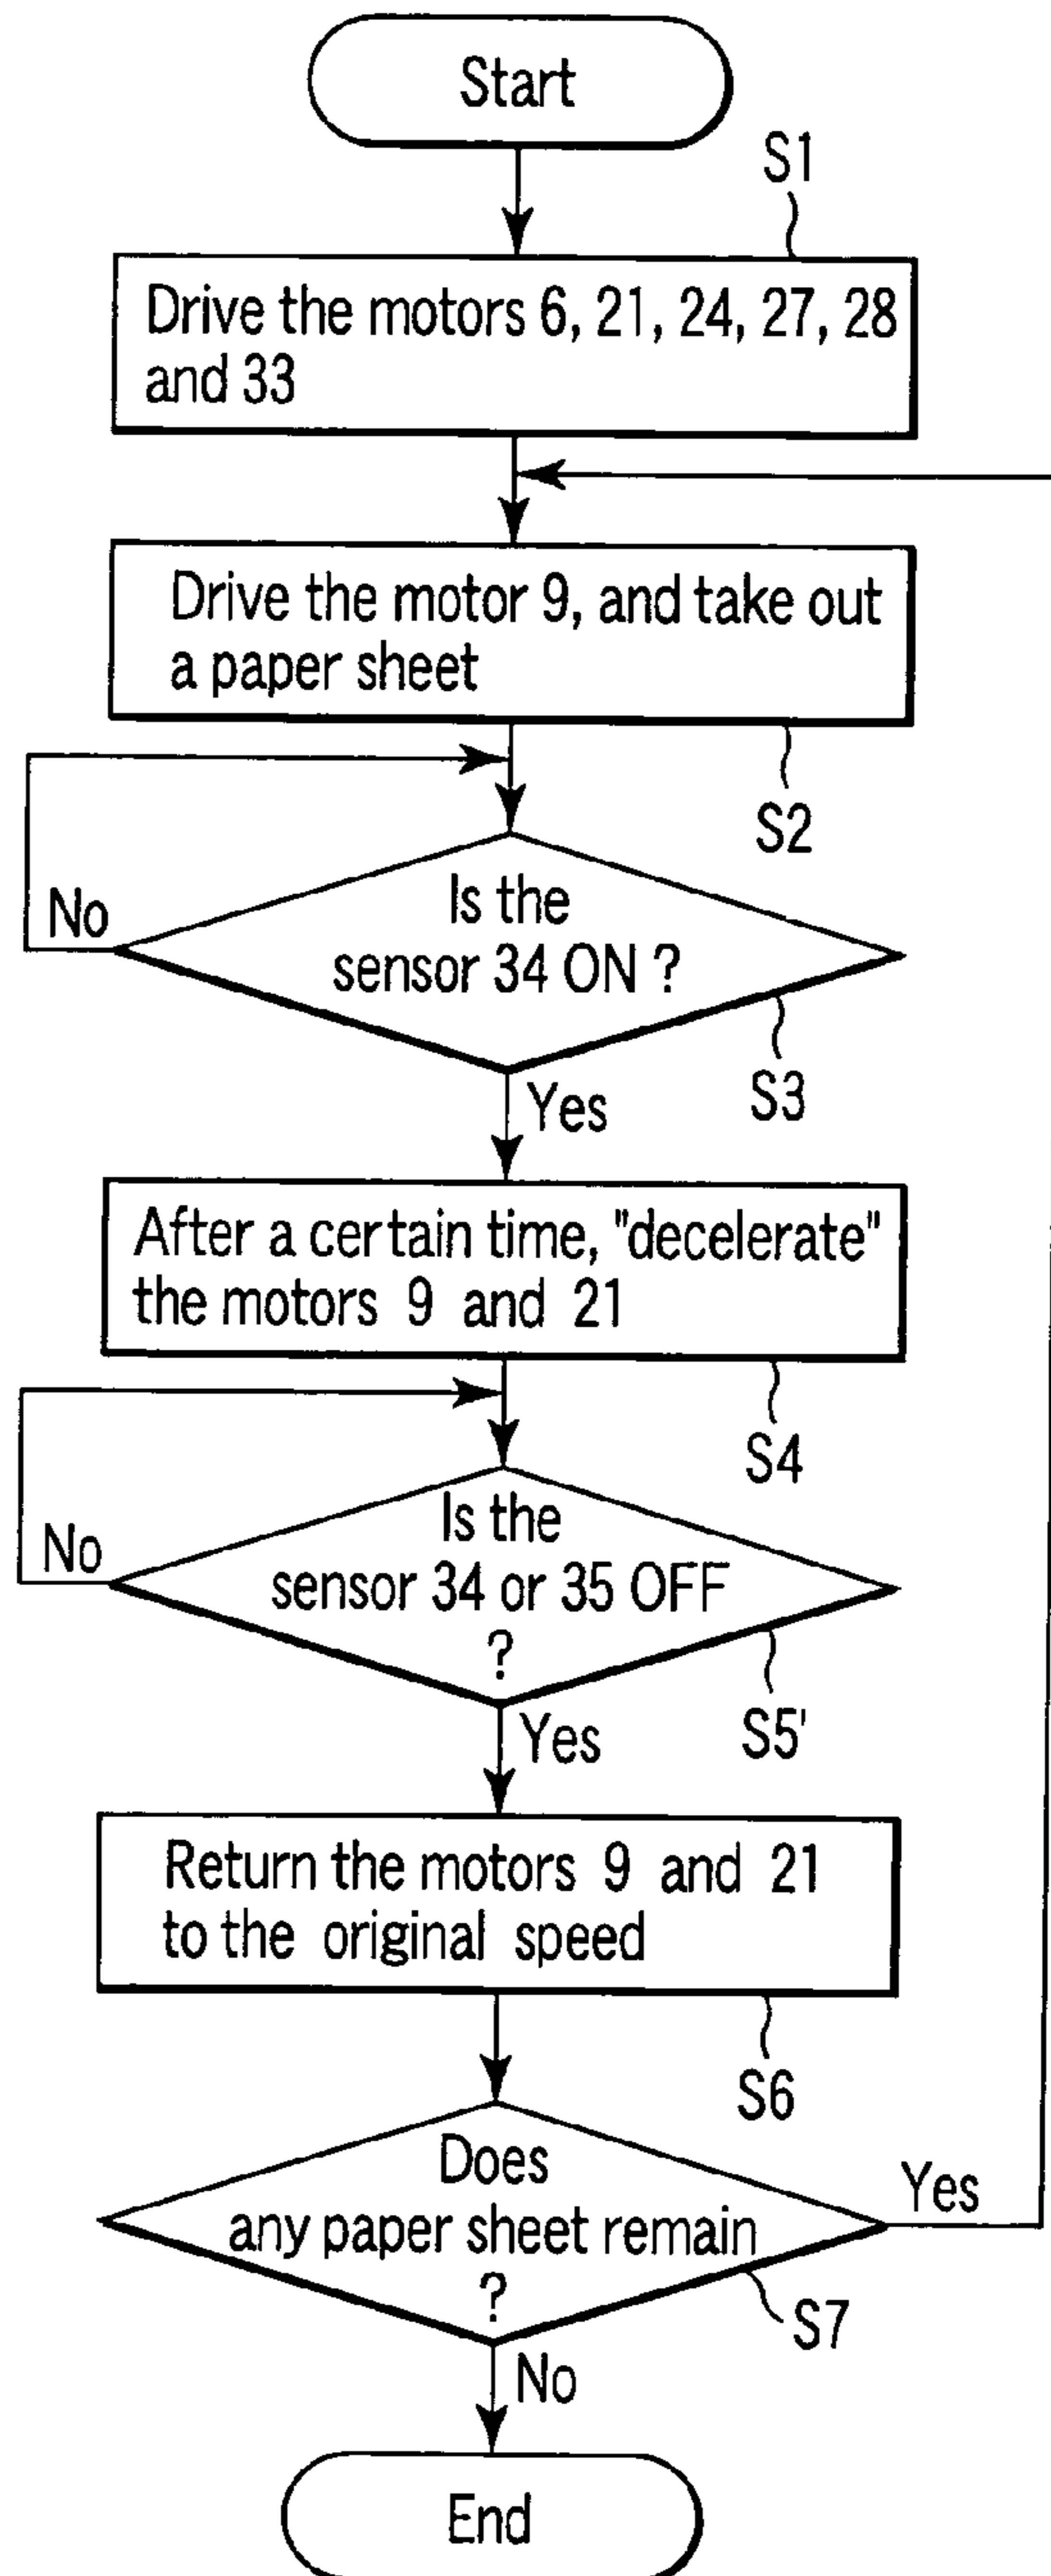 Start
S1
Drive the motors 6, 21, 24, 27, 28
and 33
Drive the motor 9, and take out
a paper sheet
S2
Is the
sensor 34 ON ?
No
S3
Yes
After a certain time, "decelerate"
the motors 9 and 21
S4
Is the
sensor 34 or 35 OFF
?
No
S5'
Yes
Return the motors 9 and 21
to the original speed
S6
Does
any paper sheet remain
?
Yes
S7
No
End